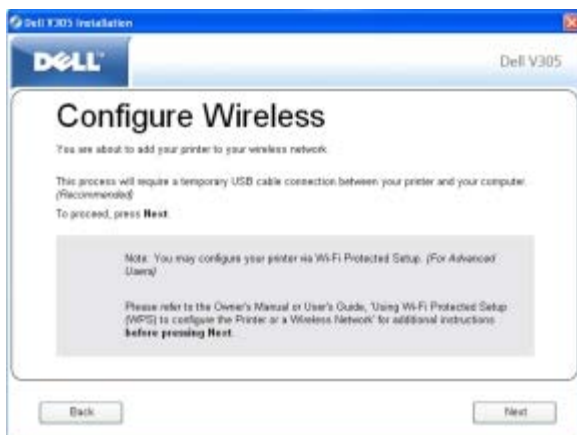 Dell V305 Installation
DELL
Dell V305
Configure Wireless
You are about to add your printer to your wireless network.
This process will require a temporary USB cable connection between your printer and your computer.
(Recommended)
To proceed, press Next.
Note: You may configure your printer via Wi-Fi Protected Setup. (For Advanced
Users)
Please refer to the Owner's Manual or User's Guide, 'Using Wi-Fi Protected Setup
(WPS) to configure the Printer or a Wireless Network' for additional instructions
before pressing Next.
Back
Next